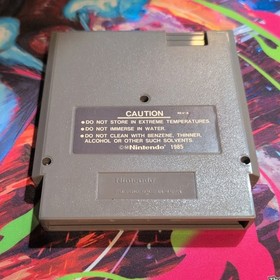 CAUTION
● DO NOT STORE IN EXTREME TEMPERATURES.
● DO NOT IMMERSE IN WATER.
● DO NOT CLEAN WITH BENZENE, THINNER,
ALCOHOL OR OTHER SUCH SOLVENTS.
©®Nintendo® 1985
Nintendo